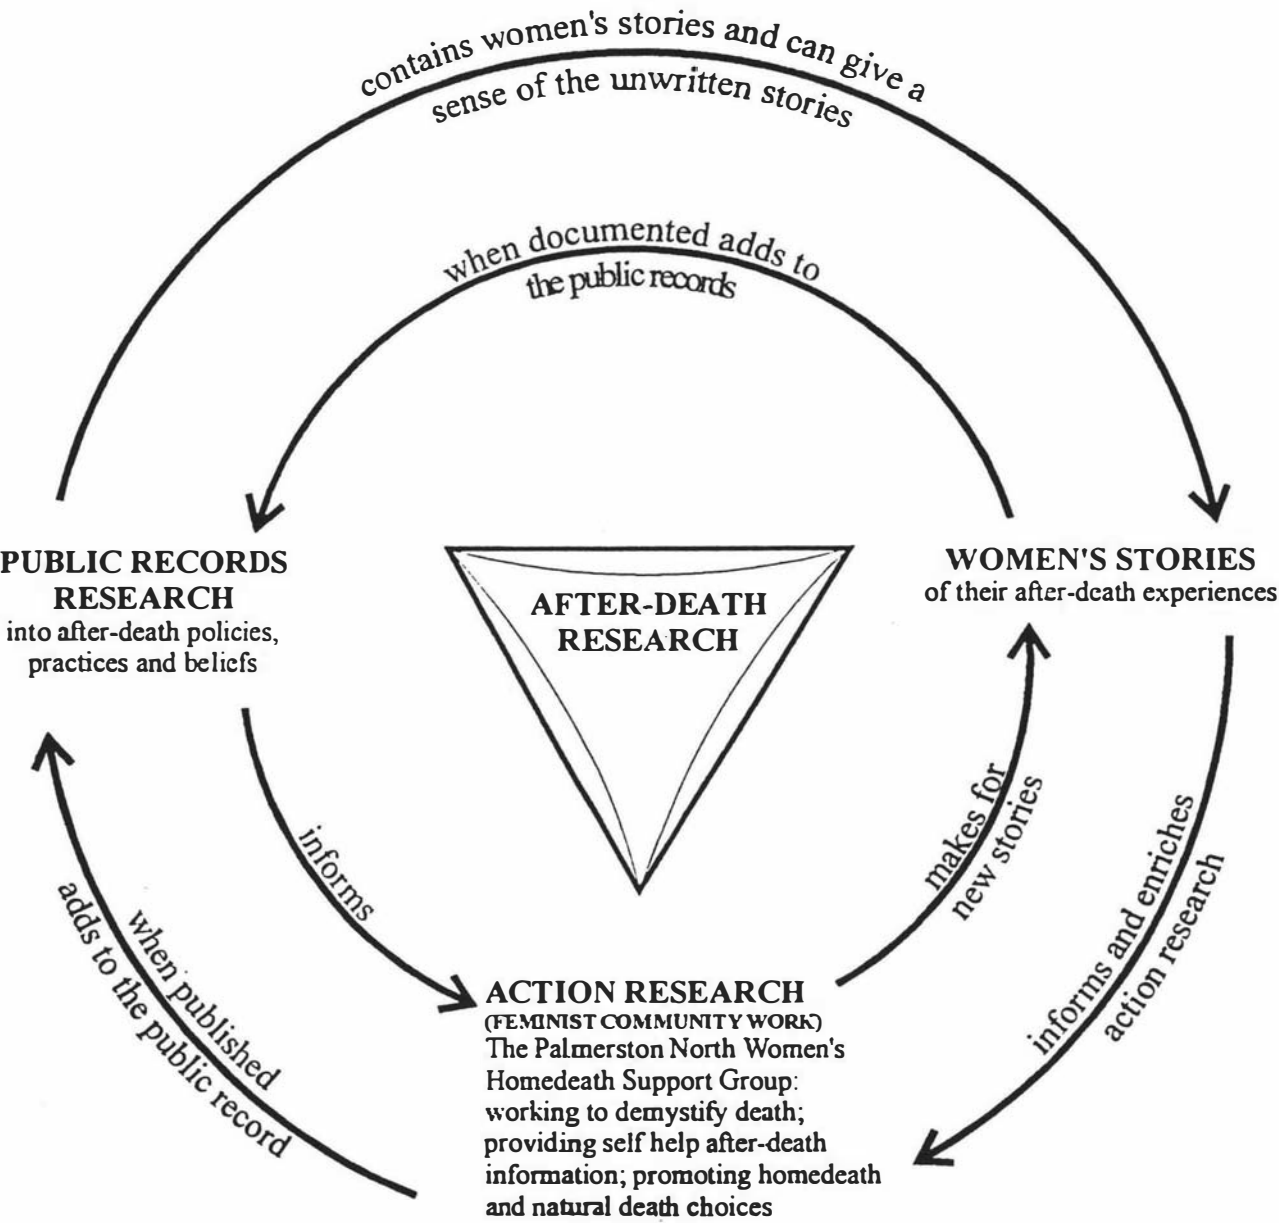 contains women's stories and can give a
sense of the unwritten stories
when documented adds to
the public records
PUBLIC RECORDS
RESEARCH
into after-death policies,
practices and beliefs
AFTER-DEATH
RESEARCH
WOMEN'S STORIES
of their after-death experiences
informs
makes for
new stories
informs and enriches
action research
when published
adds to the public record
ACTION RESEARCH
(FEMINIST COMMUNITY WORK)
The Palmerston North Women's
Homedeath Support Group:
working to demystify death;
providing self help after-death
information; promoting homedeath
and natural death choices